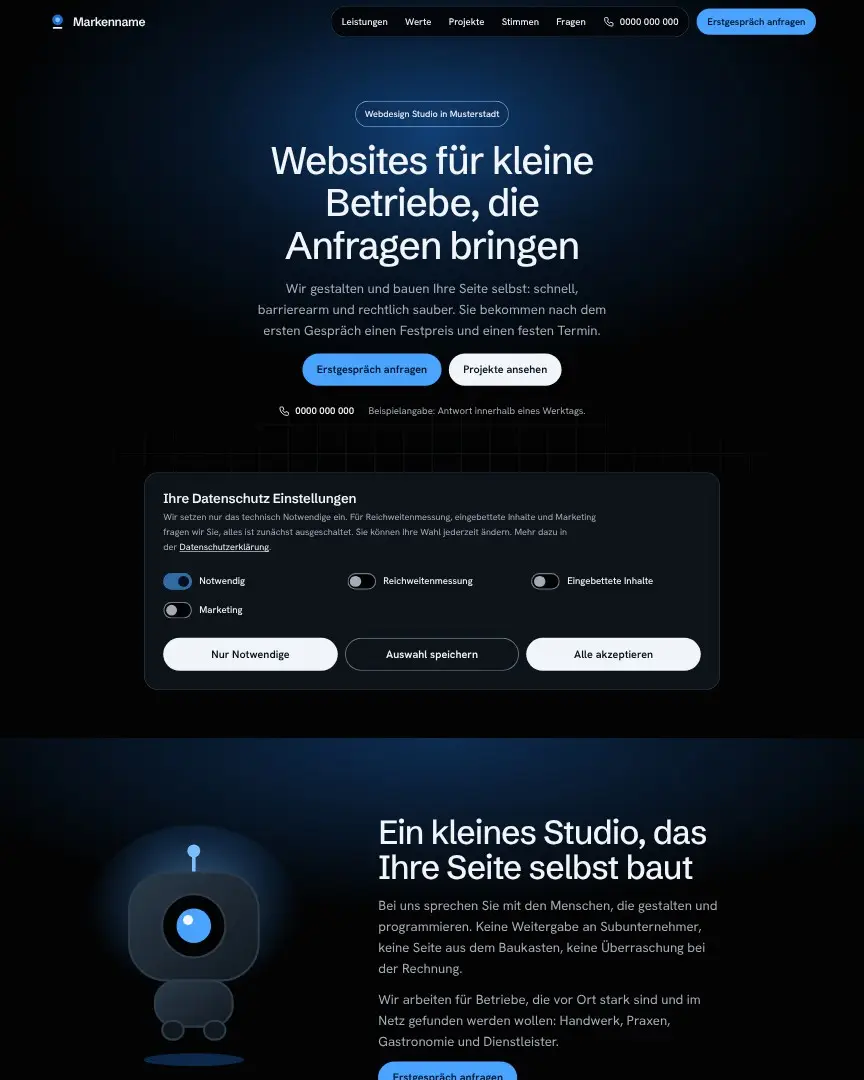 Markenname
Leistungen Werte Projekte Stimmen Fragen 0000 000 000 Erstgespräch anfragen
Webdesign Studio in Musterstadt
Websites für kleine
Betriebe, die
Anfragen bringen
Wir gestalten und bauen Ihre Seite selbst: schnell,
barrierearm und rechtlich sauber. Sie bekommen nach dem
ersten Gespräch einen Festpreis und einen festen Termin.
Erstgespräch anfragen Projekte ansehen
0000 000 000 Beispielangabe: Antwort innerhalb eines Werktags.
Ihre Datenschutz Einstellungen
Wir setzen nur das technisch Notwendige ein. Für Reichweitenmessung, eingebettete Inhalte und Marketing
fragen wir Sie, alles ist zunächst ausgeschaltet. Sie können Ihre Wahl jederzeit ändern. Mehr dazu in
der Datenschutzerklärung.
Notwendig Reichweitenmessung Eingebettete Inhalte
Marketing
Nur Notwendige Auswahl speichern Alle akzeptieren
Ein kleines Studio, das
Ihre Seite selbst baut
Bei uns sprechen Sie mit den Menschen, die gestalten und
programmieren. Keine Weitergabe an Subunternehmer,
keine Seite aus dem Baukasten, keine Überraschung bei
der Rechnung.
Wir arbeiten für Betriebe, die vor Ort stark sind und im
Netz gefunden werden wollen: Handwerk, Praxen,
Gastronomie und Dienstleister.
Erstgespräch anfragen